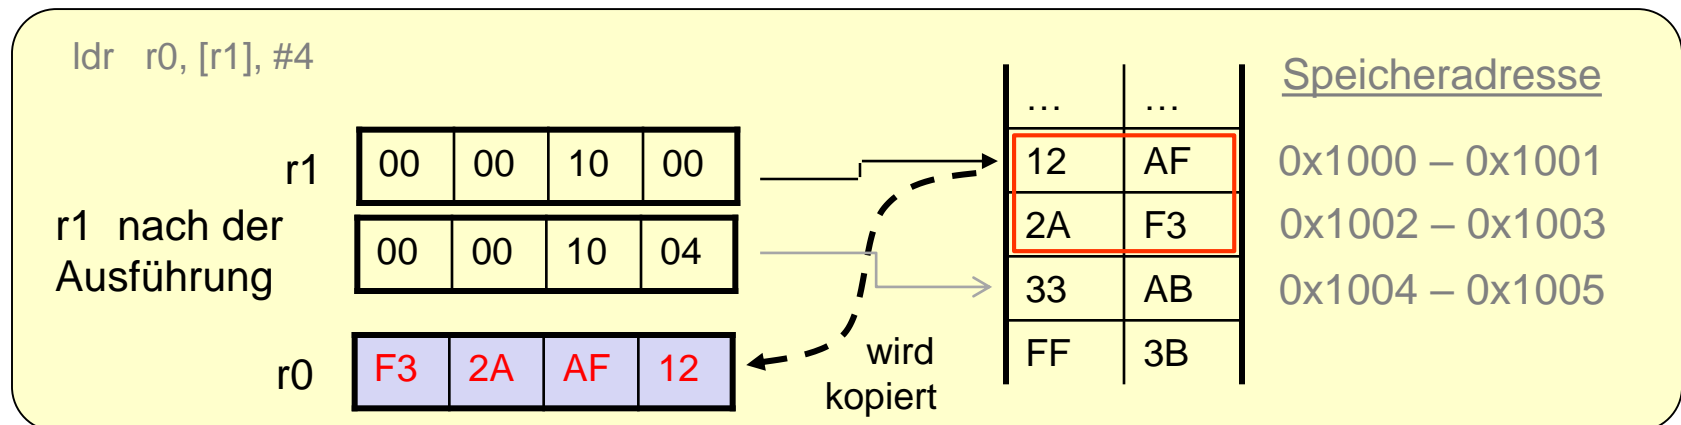 ldr r0, [r1], #4
Speicheradresse
… …
r1 00 00 10 00 12 AF 0x1000 – 0x1001
r1 nach der
Ausführung
00 00 10 04 2A F3 0x1002 – 0x1003
33 AB 0x1004 – 0x1005
r0 F3 2A AF 12
wird
kopiert
FF 3B